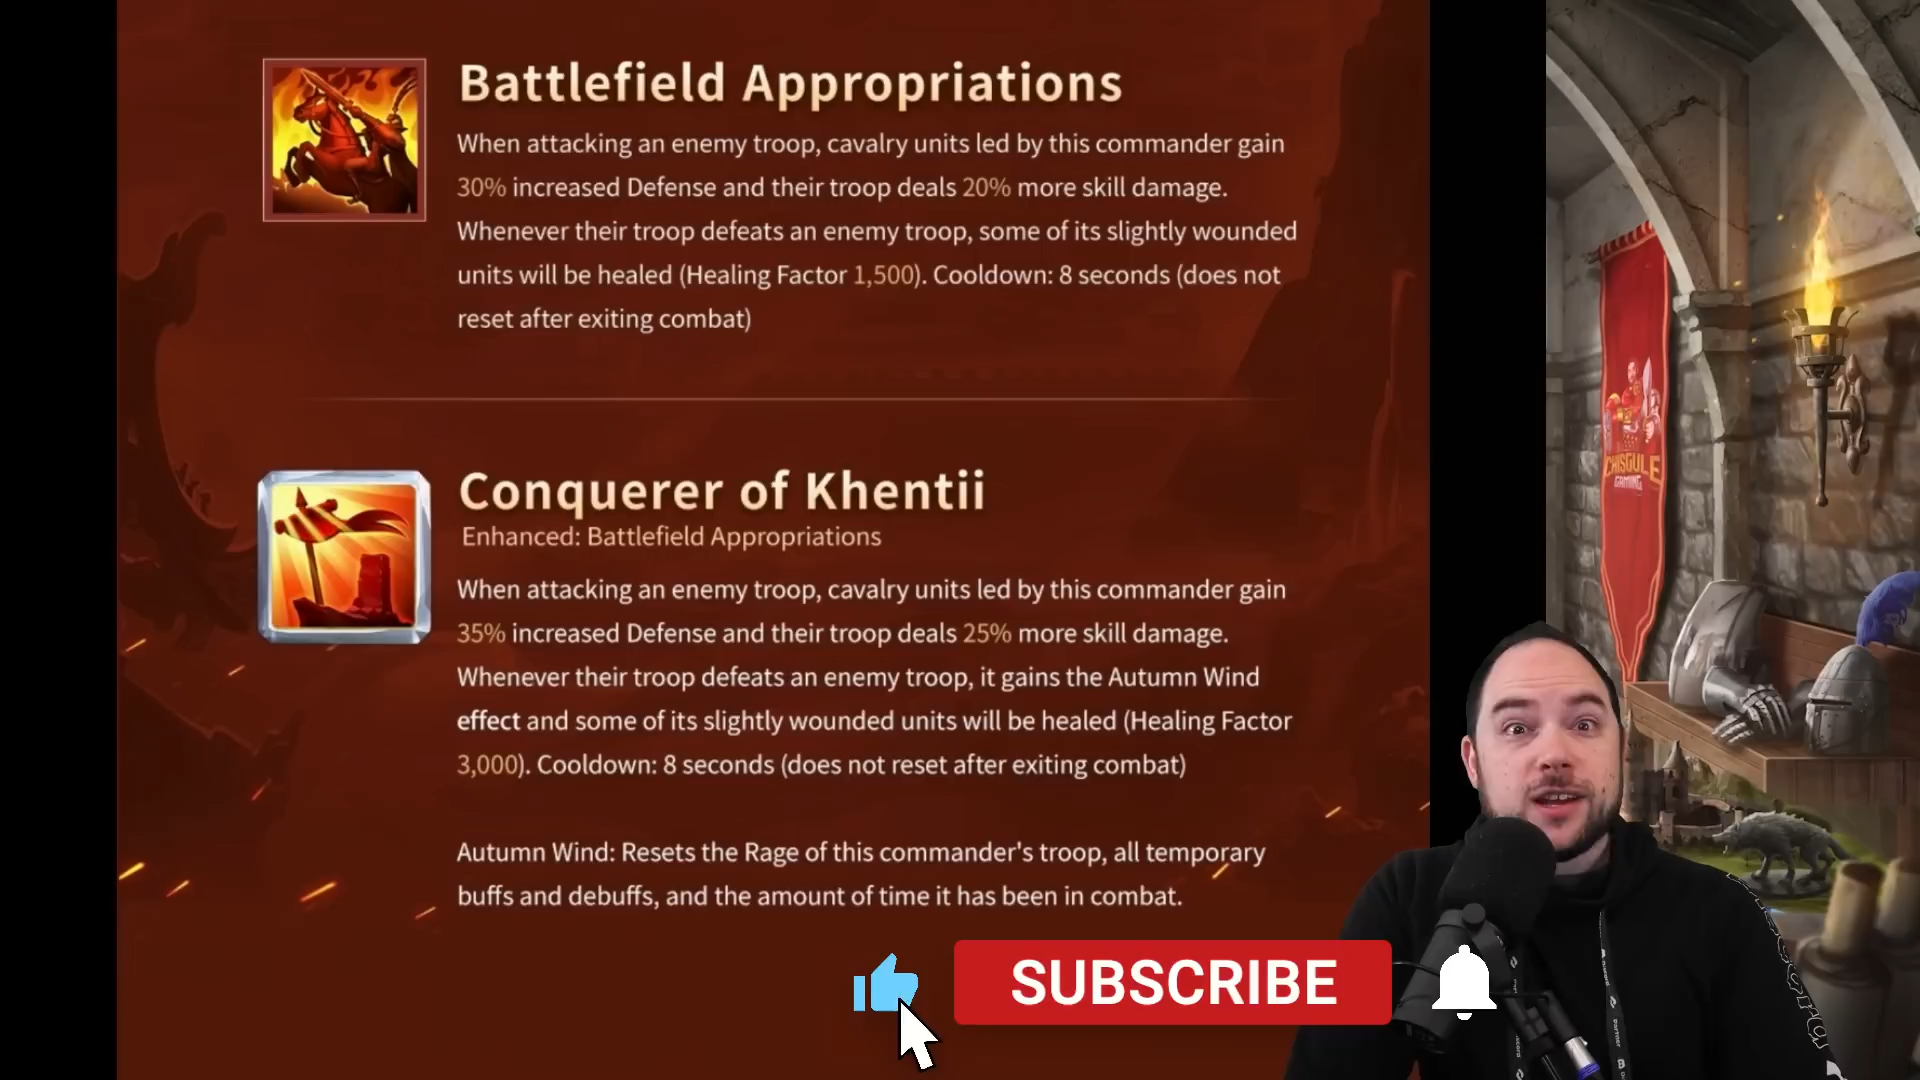 Battlefield Appropriations
When attacking an enemy troop, cavalry units led by this commander gain
30% increased Defense and their troop deals 20% more skill damage.
Whenever their troop defeats an enemy troop, some of its slightly wounded
units will be healed (Healing Factor 1,500). Cooldown: 8 seconds (does not
reset after exiting combat)
Conquerer of Khentii
Enhanced: Battlefield Appropriations
When attacking an enemy troop, cavalry units led by this commander gain
35% increased Defense and their troop deals 25% more skill damage.
Whenever their troop defeats an enemy troop, it gains the Autumn Wind
effect and some of its slightly wounded units will be healed (Healing Factor
3,000). Cooldown: 8 seconds (does not reset after exiting combat)
Autumn Wind: Resets the Rage of this commander's troop, all temporary
buffs and debuffs, and the amount of time it has been in combat.
CHISGULE
GAMING
SUBSCRIBE